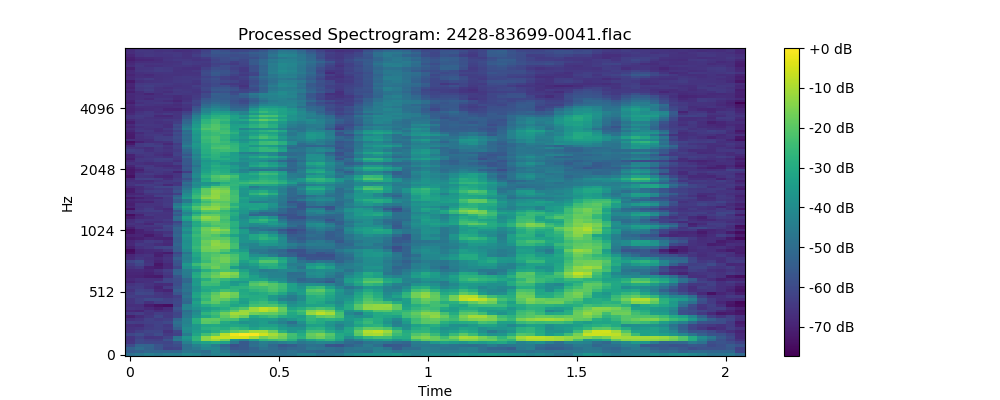 Processed Spectrogram: 2428-83699-0041.flac
+0 dB
-10 dB
-20 dB
-30 dB
-40 dB
-50 dB
-60 dB
-70 dB
4096
2048
1024
512
0
Hz
0
0.5
1
1.5
2
Time